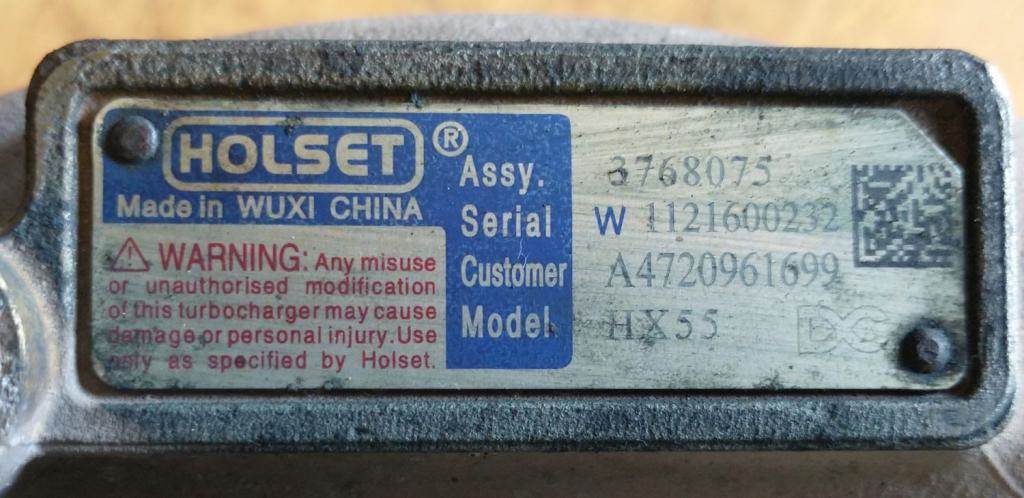 HOLSET ®
Made in WUXI CHINA
WARNING: Any misuse
or unauthorised modification
of this turbocharger may cause
damage or personal injury. Use
only as specified by Holset.
Assy. 3768075
Serial W 1121600232
Customer A4720961699
Model HX55
DC